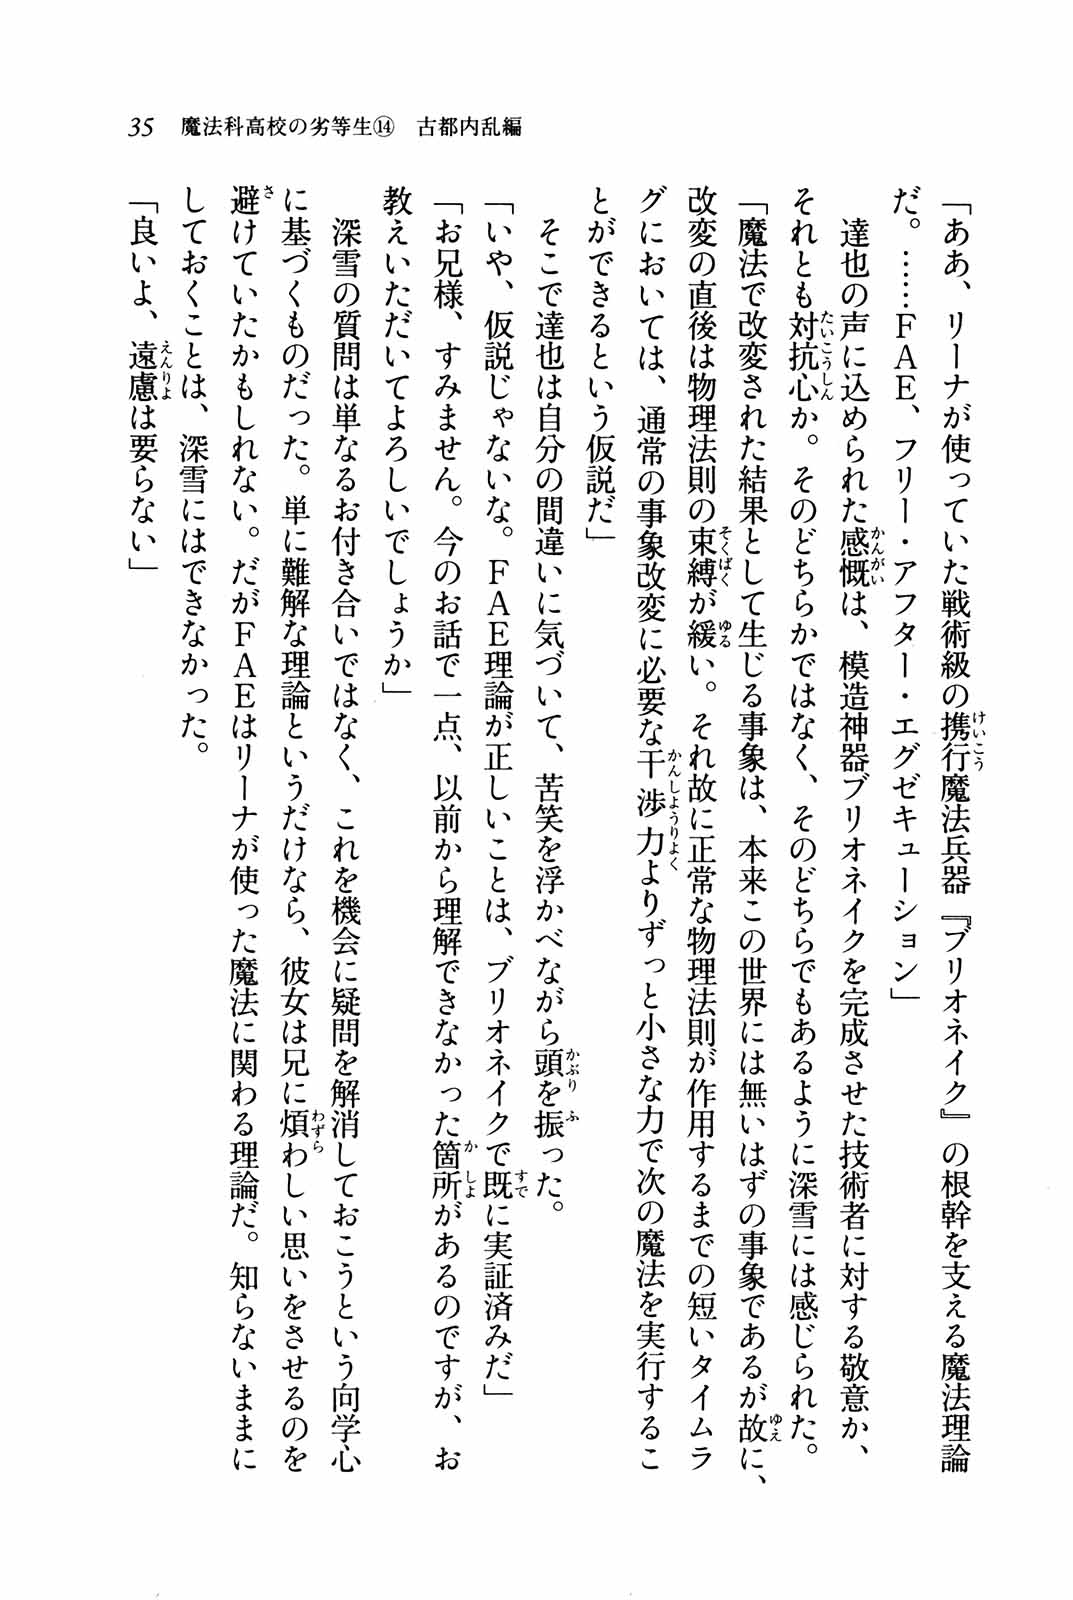 35 魔法科高校の劣等生⑭ 古都内乱編
「ああ、リーナが使っていた戦術級の携行魔法兵器『ブリオネイク』の根幹を支える魔法理論
だ。……ＦＡＥ、フリー・アフター・エグゼキューション」
達也の声に込められた感慨は、模造神器ブリオネイクを完成させた技術者に対する敬意か、
それとも対抗心か。そのどちらかではなく、そのどちらでもあるように深雪には感じられた。
「魔法で改変された結果として生じる事象は、本来この世界には無いはずの事象であるが故に、
改変の直後は物理法則の束縛が緩い。それ故に正常な物理法則が作用するまでの短いタイムラ
グにおいては、通常の事象改変に必要な干渉力よりずっと小さな力で次の魔法を実行するこ
とができるという仮説だ」
そこで達也は自分の間違いに気づいて、苦笑を浮かべながら頭を振った。
「いや、仮説じゃないな。ＦＡＥ理論が正しいことは、ブリオネイクで既に実証済みだ」
「お兄様、すみません。今のお話で一点、以前から理解できなかった箇所があるのですが、お
教えいただいてよろしいでしょうか」
深雪の質問は単なるお付き合いではなく、これを機会に疑問を解消しておこうという向学心
に基づくものだった。単に難解な理論というだけなら、彼女は兄に煩わしい思いをさせるのを
避けていたかもしれない。だがＦＡＥはリーナが使った魔法に関わる理論だ。知らないままに
しておくことは、深雪にはできなかった。
「良いよ、遠慮は要らない」